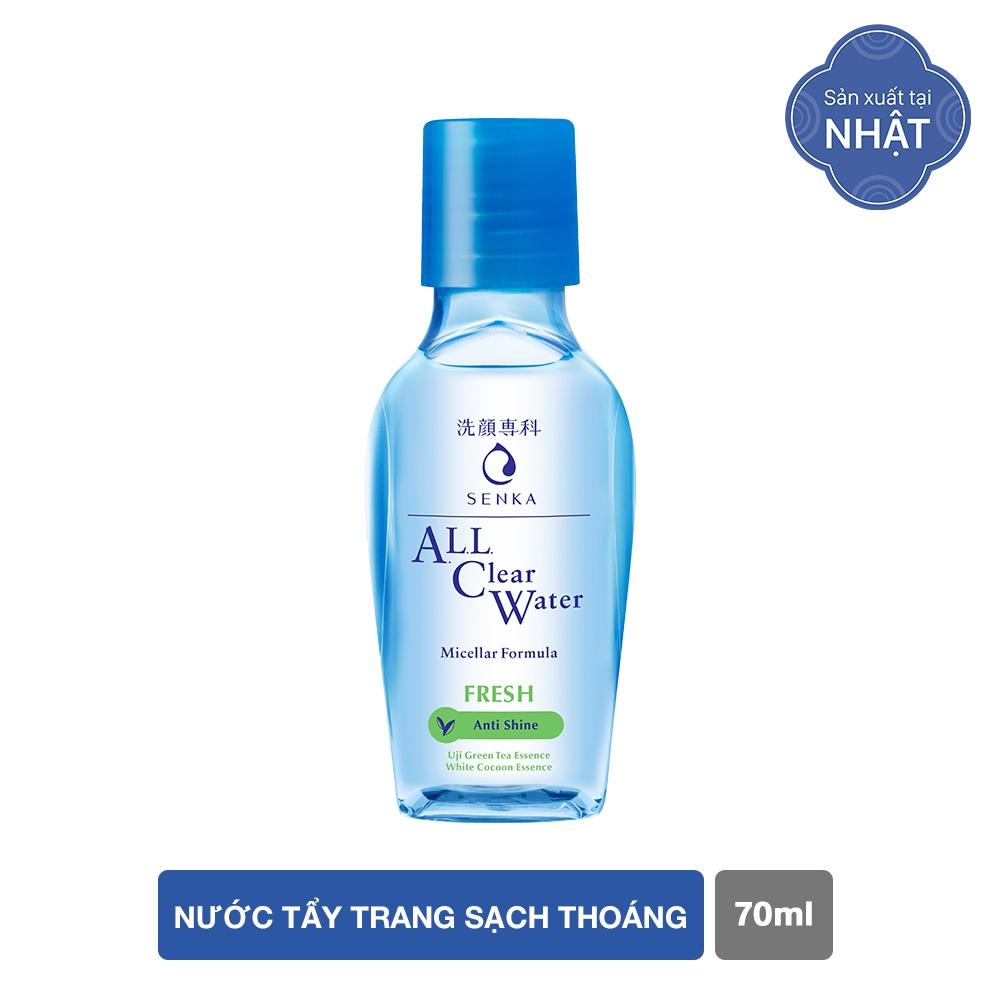 Sản xuất tại
NHẬT
洗顔専科
SENKA
A.L.L.
Clear
Water
Micellar Formula
FRESH
Anti Shine
Uji Green Tea Essence
White Cocoon Essence
NƯỚC TẨY TRANG SẠCH THOÁNG
70ml